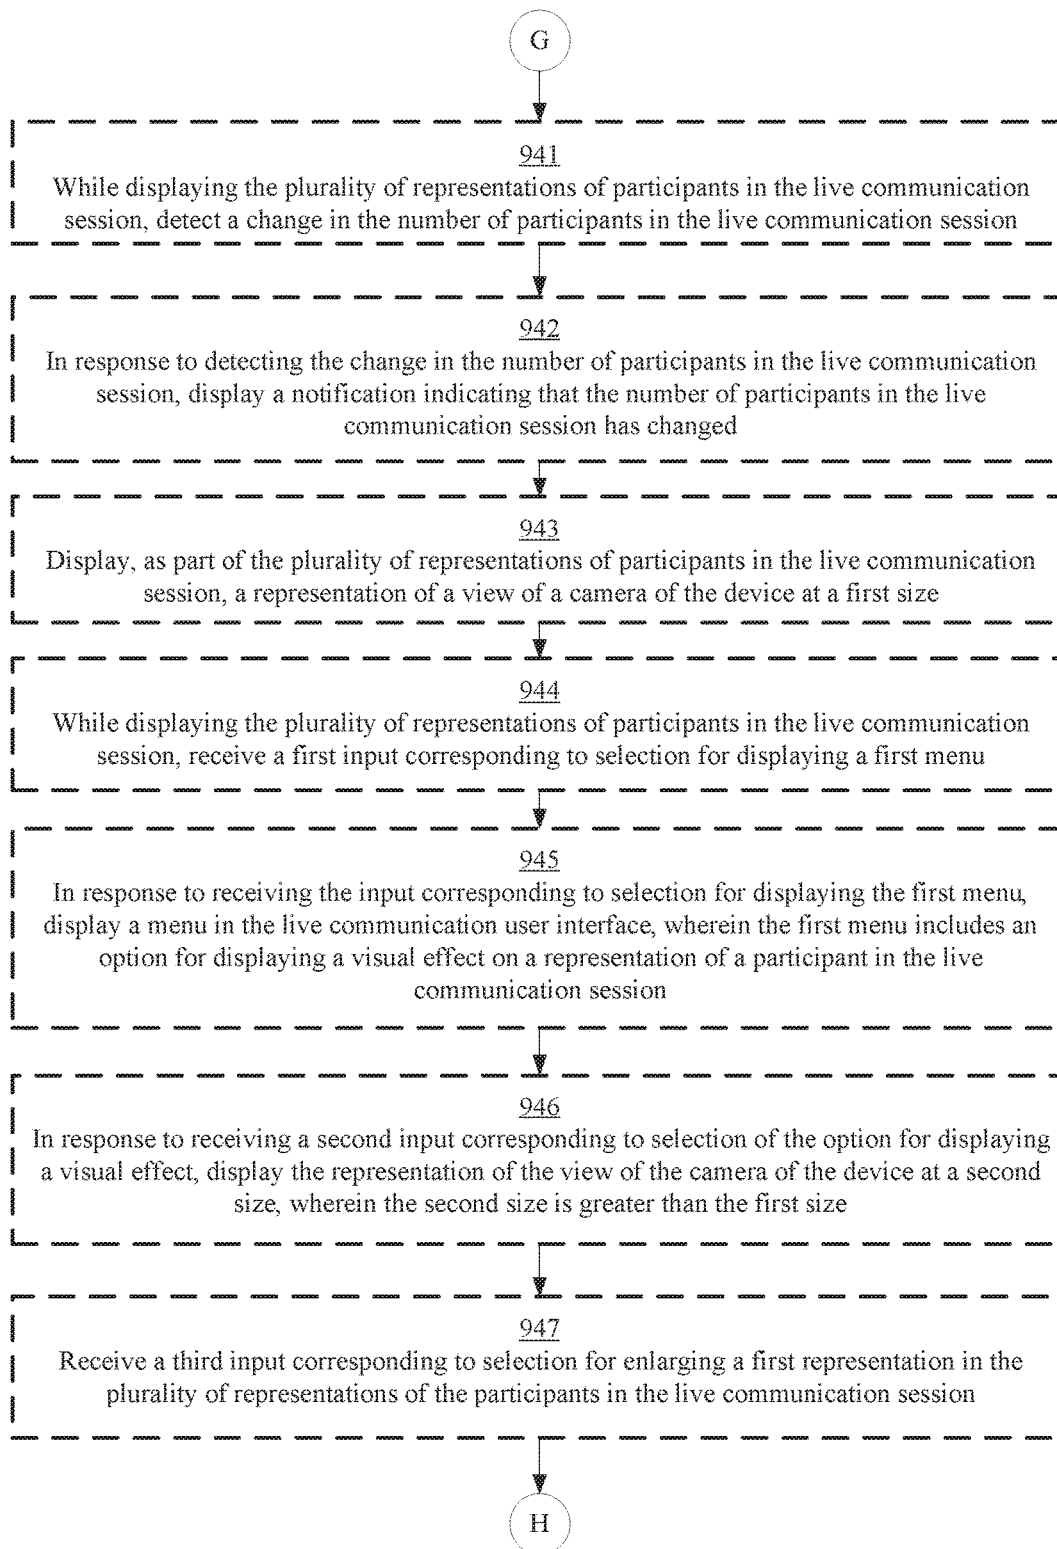 G
941
While displaying the plurality of representations of participants in the live communication
session, detect a change in the number of participants in the live communication session
942
In response to detecting the change in the number of participants in the live communication
session, display a notification indicating that the number of participants in the live
communication session has changed
943
Display, as part of the plurality of representations of participants in the live communication
session, a representation of a view of a camera of the device at a first size
944
While displaying the plurality of representations of participants in the live communication
session, receive a first input corresponding to selection for displaying a first menu
945
In response to receiving the input corresponding to selection for displaying the first menu,
display a menu in the live communication user interface, wherein the first menu includes an
option for displaying a visual effect on a representation of a participant in the live
communication session
946
In response to receiving a second input corresponding to selection of the option for displaying
a visual effect, display the representation of the view of the camera of the device at a second
size, wherein the second size is greater than the first size
947
Receive a third input corresponding to selection for enlarging a first representation in the
plurality of representations of the participants in the live communication session
H